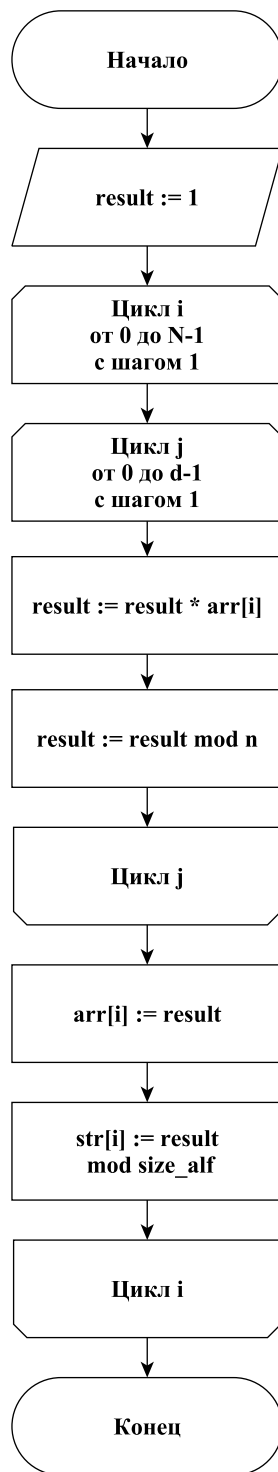 Начало
result := 1
Цикл i
от 0 до N-1
с шагом 1
Цикл j
от 0 до d-1
с шагом 1
result := result * arr[i]
result := result mod n
Цикл j
arr[i] := result
str[i] := result
mod size_alf
Цикл i
Конец